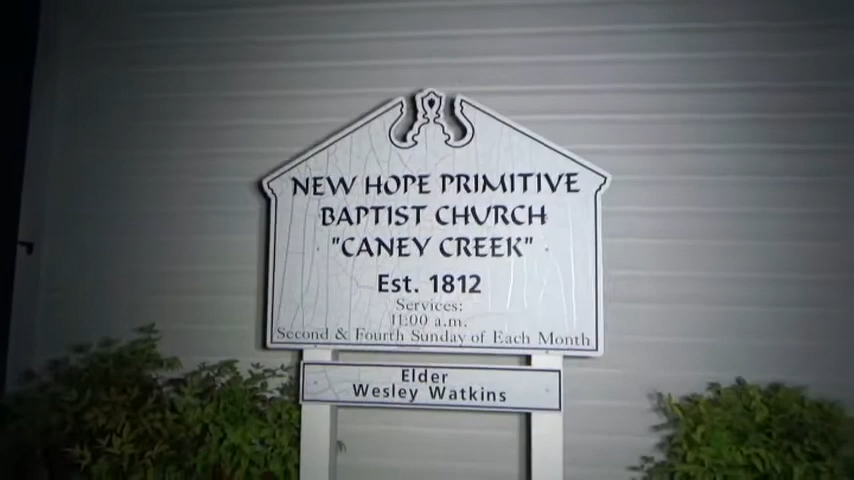 NEW HOPE PRIMITIVE
BAPTIST CHURCH
"CANEY CREEK"
Est. 1812
Services:
11:00 a.m.
Second & Fourth Sunday of Each Month
Elder
Wesley Watkins